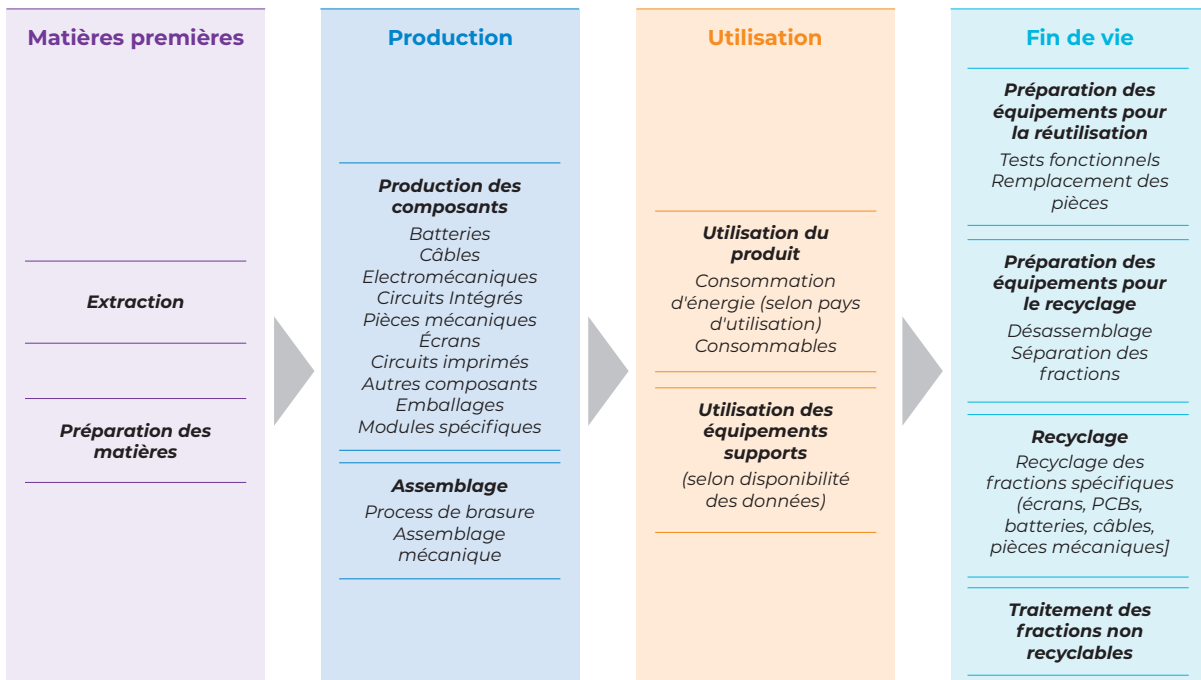 Matières premières
Extraction
Préparation des
matières
Production
Production des
composants
Batteries
Câbles
Electromécaniques
Circuits Intégrés
Pièces mécaniques
Écrans
Circuits imprimés
Autres composants
Emballages
Modules spécifiques
Assemblage
Process de brasure
Assemblage
mécanique
Utilisation
Utilisation du
produit
Consommation
d'énergie (selon pays
d'utilisation)
Consommables
Utilisation des
équipements
supports
(selon disponibilité
des données)
Fin de vie
Préparation des
équipements pour
la réutilisation
Tests fonctionnels
Remplacement des
pièces
Préparation des
équipements pour
le recyclage
Désassemblage
Séparation des
fractions
Recyclage
Recyclage des
fractions spécifiques
(écrans, PCBs,
batteries, câbles,
pièces mécaniques]
Traitement des
fractions non
recyclables